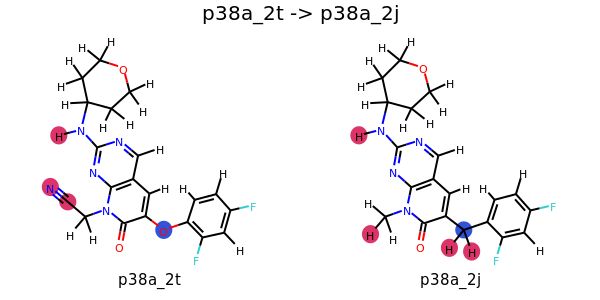 p38a_2t -> p38a_2j
H H H H
H O H H O H
H H H H H H H H
H N N H H N N H
N H H H N H H H
N N F H N F
H H O O H H H O H H H
F F
p38a_2t p38a_2j